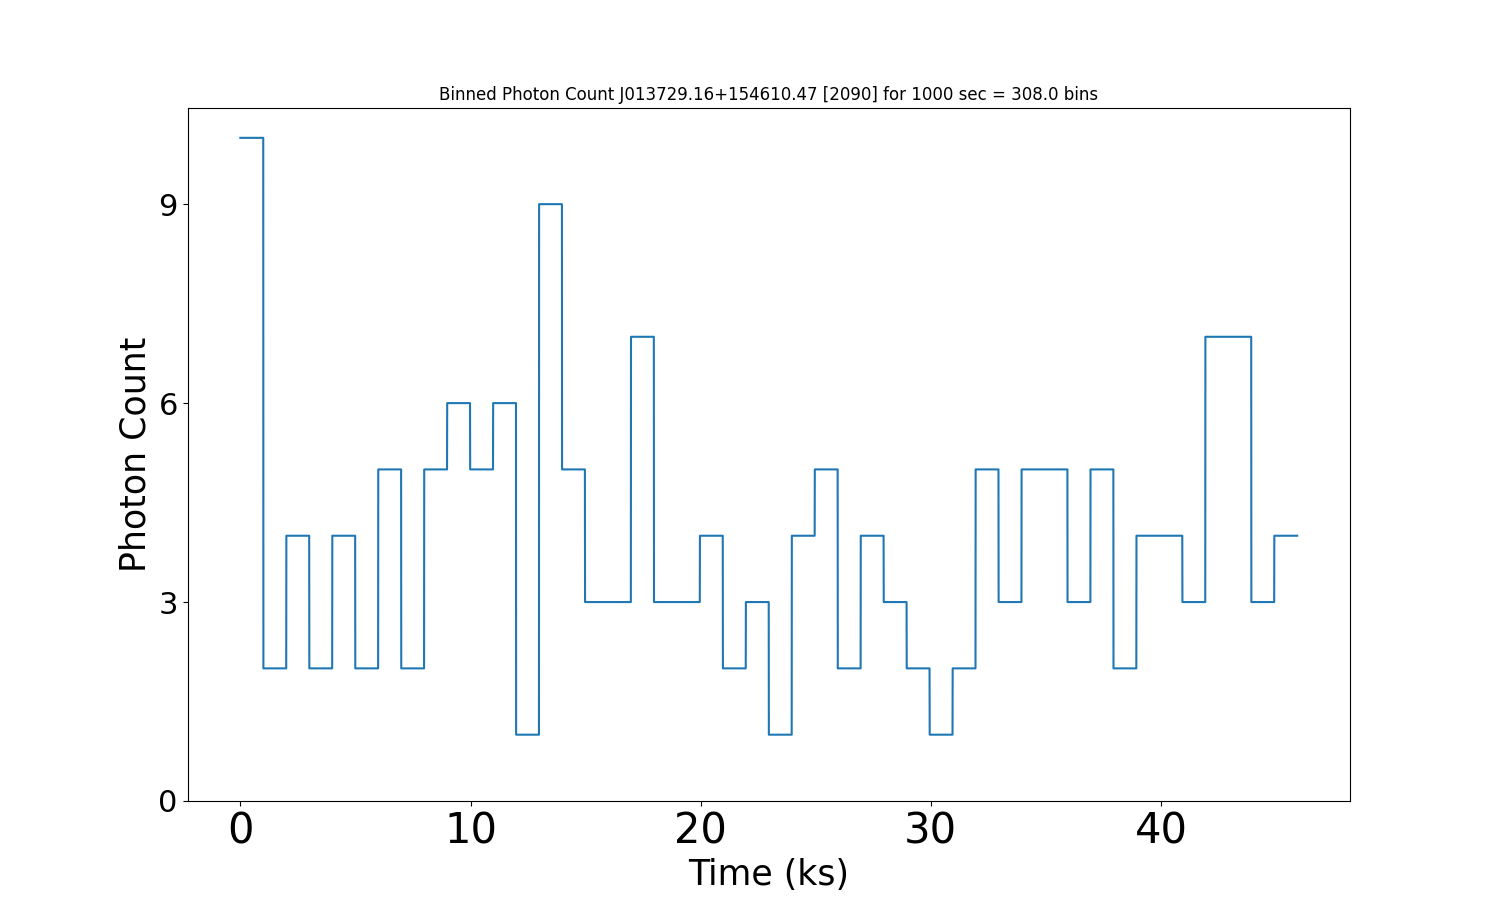 Binned Photon Count J013729.16+154610.47 [2090] for 1000 sec = 308.0 bins
Photon Count
9
6
3
0
0 10 20 30 40
Time (ks)